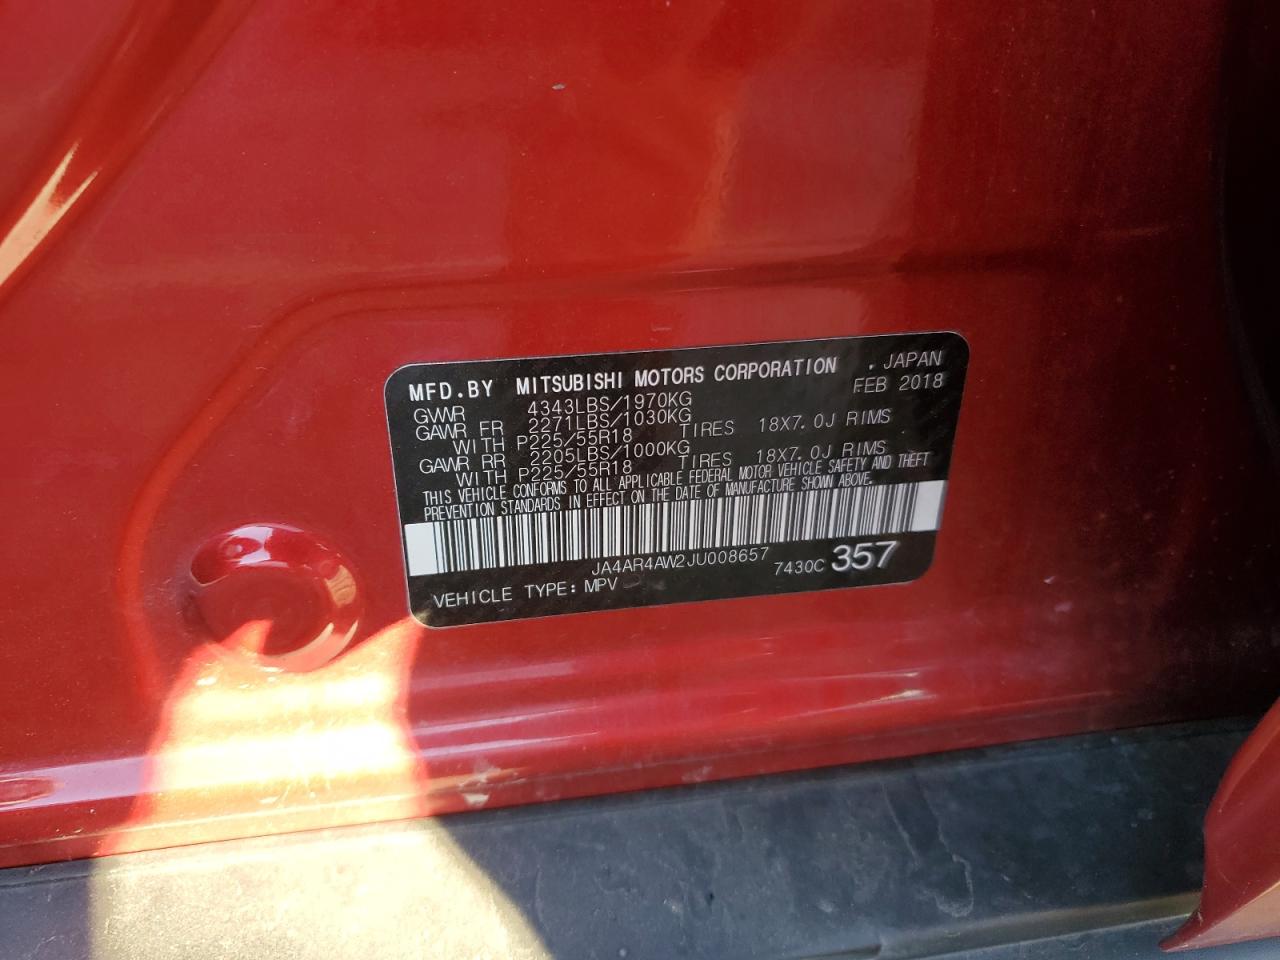 MFD.BY MITSUBISHI MOTORS CORPORATION . JAPAN
GVWR 4343LBS/1970KG FEB 2018
GAWR FR 2271LBS/1030KG
WITH P225/55R18 TIRES 18X7.0J RIMS
GAWR RR 2205LBS/1000KG
WITH P225/55R18 TIRES 18X7.0J RIMS
THIS VEHICLE CONFORMS TO ALL APPLICABLE FEDERAL MOTOR VEHICLE SAFETY AND THEFT
PREVENTION STANDARDS IN EFFECT ON THE DATE OF MANUFACTURE SHOWN ABOVE.
JA4AR4AW2JU008657 7430C 357
VEHICLE TYPE: MPV